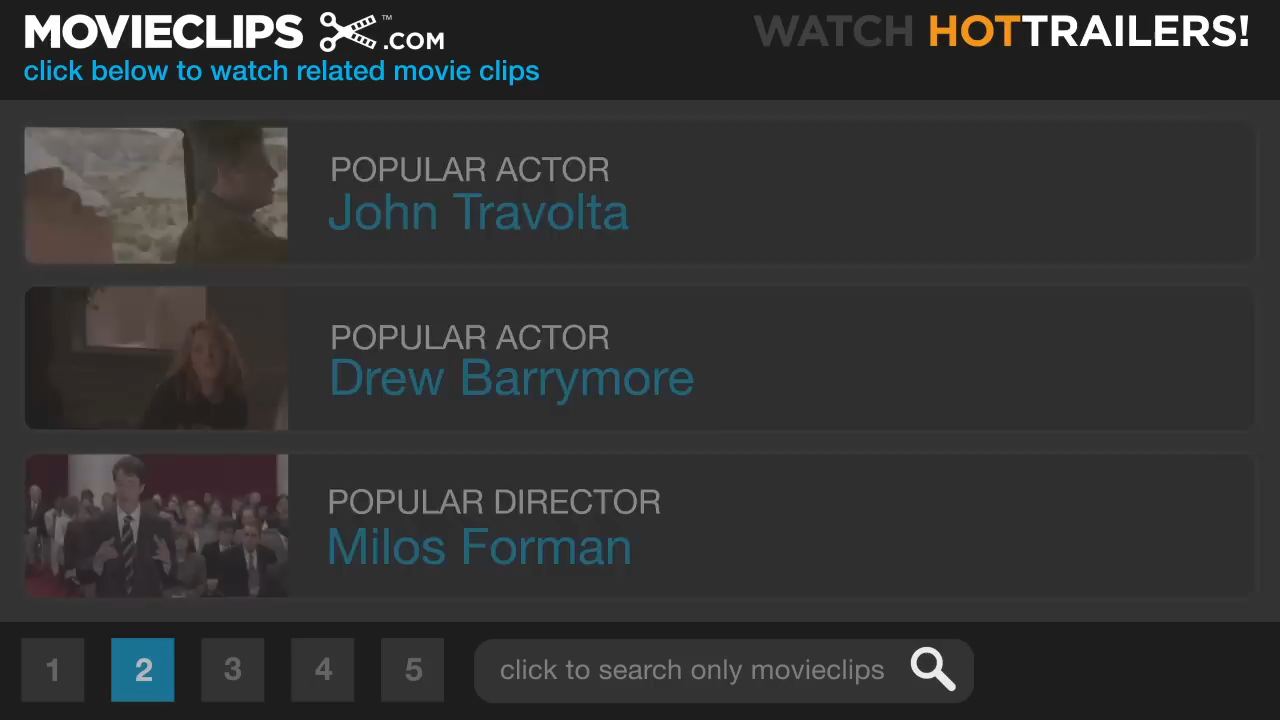 MOVIECLIPS ™ .COM
WATCH HOTTRAILERS!
click below to watch related movie clips
POPULAR ACTOR
John Travolta
POPULAR ACTOR
Drew Barrymore
POPULAR DIRECTOR
Milos Forman
1 2 3 4 5 click to search only movieclips